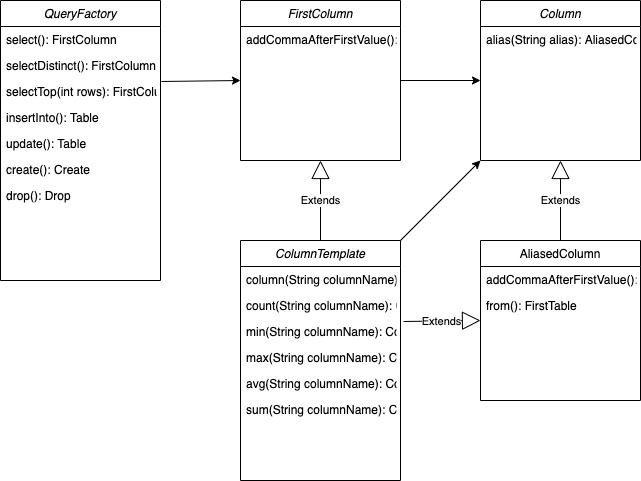 QueryFactory
select(): FirstColumn
selectDistinct(): FirstColumn
selectTop(int rows): FirstColu
insertInto(): Table
update(): Table
create(): Create
drop(): Drop
FirstColumn
addCommaAfterFirstValue():
Column
alias(String alias): AliasedCo
Extends
Extends
ColumnTemplate
column(String columnName)
count(String columnName):
min(String columnName): Co
max(String columnName): C
avg(String columnName): Co
sum(String columnName): C
Extends
AliasedColumn
addCommaAfterFirstValue():
from(): FirstTable